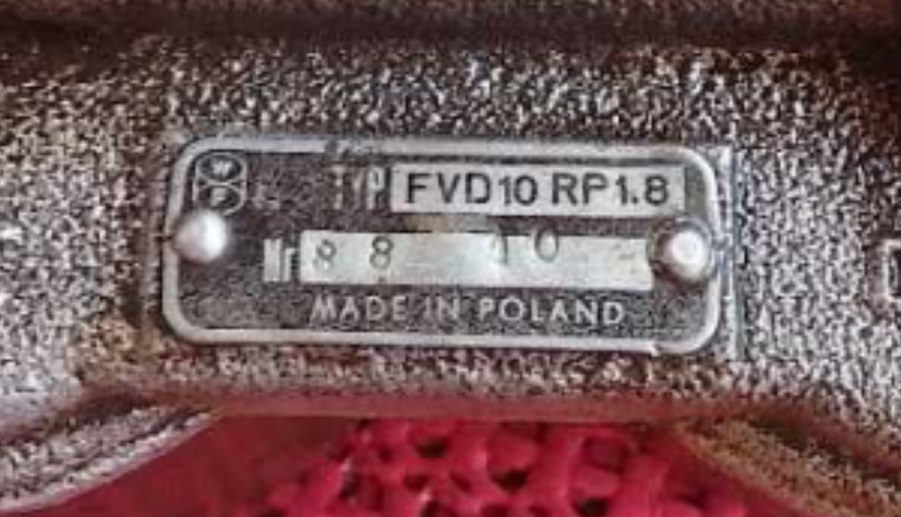 TYP FVD10 RP1.8
Nr 88 10
MADE IN POLAND